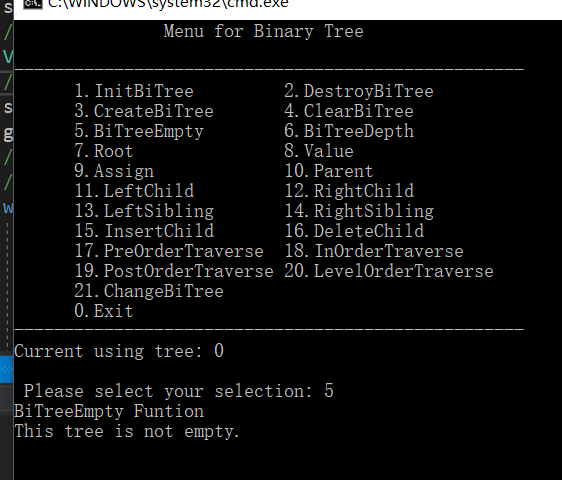 C:\WINDOWS\system32\cmd.exe
Menu for Binary Tree
---------------------------------------------------
1.InitBiTree 2.DestroyBiTree
3.CreateBiTree 4.ClearBiTree
5.BiTreeEmpty 6.BiTreeDepth
7.Root 8.Value
9.Assign 10.Parent
11.LeftChild 12.RightChild
13.LeftSibling 14.RightSibling
15.InsertChild 16.DeleteChild
17.PreOrderTraverse 18.InOrderTraverse
19.PostOrderTraverse 20.LevelOrderTraverse
21.ChangeBiTree
0.Exit
---------------------------------------------------
Current using tree: 0
Please select your selection: 5
BiTreeEmpty Funtion
This tree is not empty.